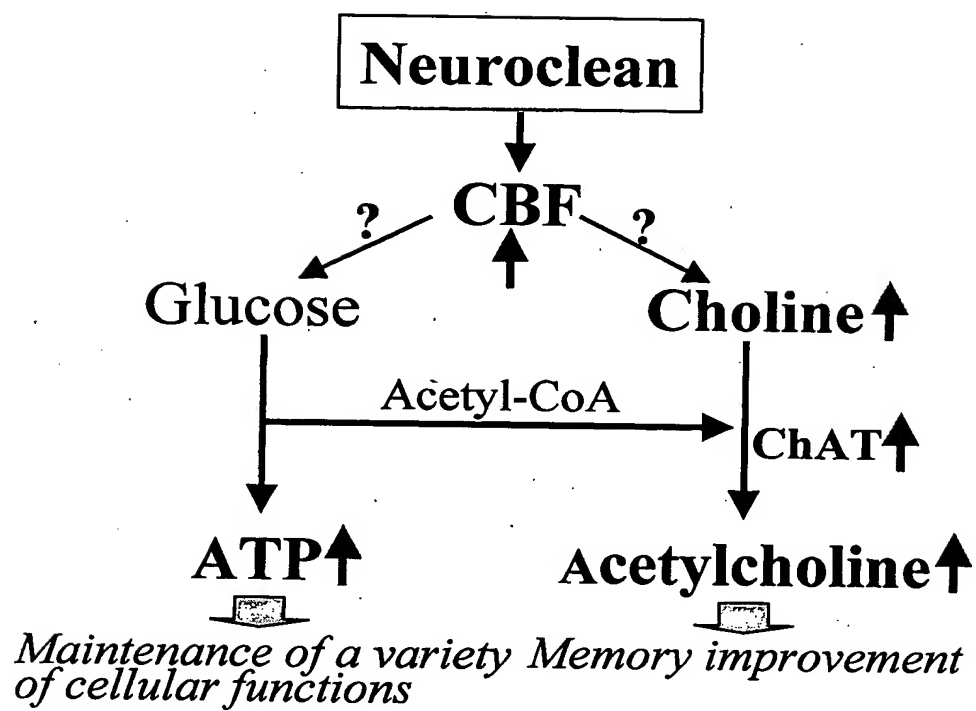 Neuroclean
CBF
?
?
Glucose
Choline
Acetyl-CoA
ChAT
ATP
Acetylcholine
Maintenance of a variety
of cellular functions
Memory improvement